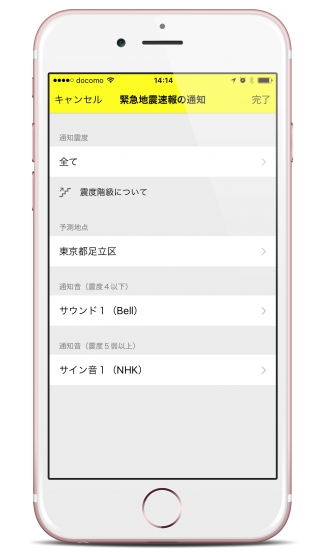 docomo 14:14
キャンセル 緊急地震速報の通知 完了
通知震度
全て
震度階級について
予測地点
東京都足立区
通知音（震度４以下）
サウンド１（Bell）
通知音（震度５弱以上）
サイン音１（NHK）